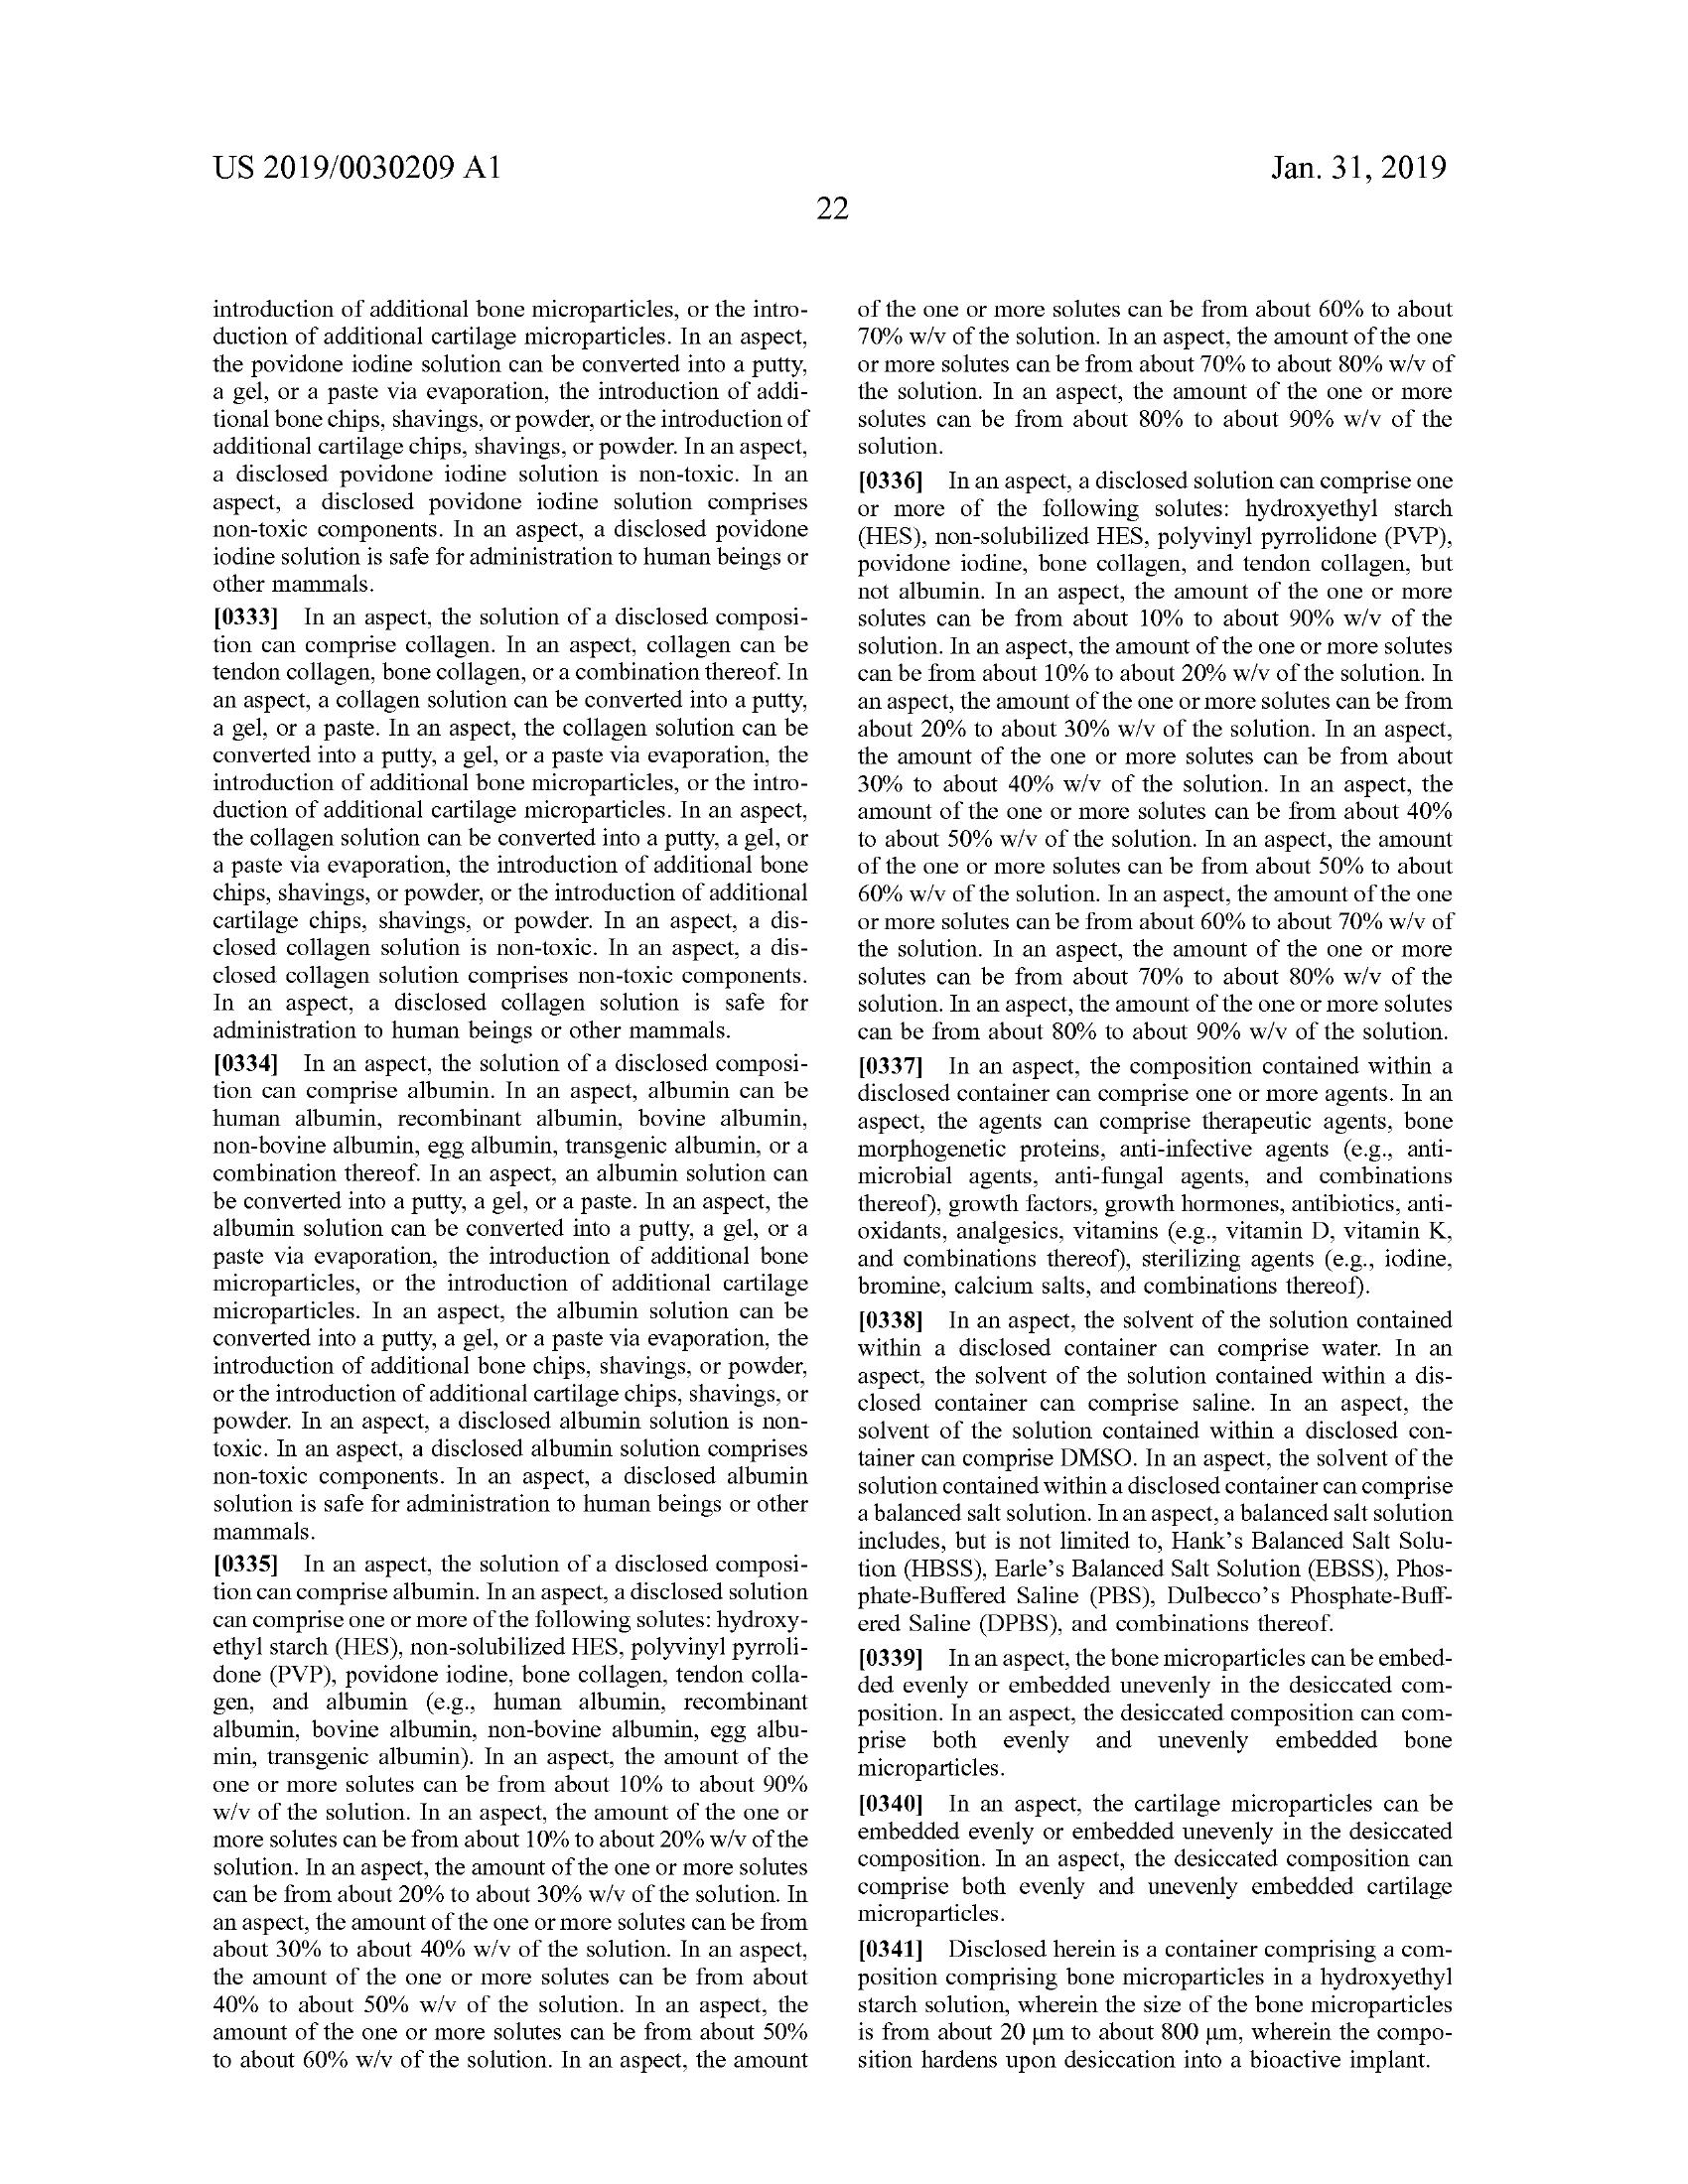 US 2019/0030209 A1
Jan. 31, 2019
22
introduction of additional bone microparticles, or the intro-
duction of additional cartilage microparticles. In an aspect,
the povidone iodine solution can be converted into a putty,
a gel, or a paste via evaporation, the introduction of addi-
tional bone chips, shavings, or powder, or the introduction of
additional cartilage chips, shavings, or powder. In an aspect,
a disclosed povidone iodine solution is non-toxic. In an
aspect, a disclosed povidone iodine solution comprises
non-toxic components. In an aspect, a disclosed povidone
iodine solution is safe for administration to human beings or
other mammals.
[0333] In an aspect, the solution of a disclosed composi-
tion can comprise collagen. In an aspect, collagen can be
tendon collagen, bone collagen, or a combination thereof. In
an aspect, a collagen solution can be converted into a putty,
a gel, or a paste. In an aspect, the collagen solution can be
converted into a putty, a gel, or a paste via evaporation, the
introduction of additional bone microparticles, or the intro-
duction of additional cartilage microparticles. In an aspect,
the collagen solution can be converted into a putty, a gel, or
a paste via evaporation, the introduction of additional bone
chips, shavings, or powder, or the introduction of additional
cartilage chips, shavings, or powder. In an aspect, a dis-
closed collagen solution is non-toxic. In an aspect, a dis-
closed collagen solution comprises non-toxic components.
In an aspect, a disclosed collagen solution is safe for
administration to human beings or other mammals.
[0334] In an aspect, the solution of a disclosed composi-
tion can comprise albumin. In an aspect, albumin can be
human albumin, recombinant albumin, bovine albumin,
non-bovine albumin, egg albumin, transgenic albumin, or a
combination thereof. In an aspect, an albumin solution can
be converted into a putty, a gel, or a paste. In an aspect, the
albumin solution can be converted into a putty, a gel, or a
paste via evaporation, the introduction of additional bone
microparticles, or the introduction of additional cartilage
microparticles. In an aspect, the albumin solution can be
converted into a putty, a gel, or a paste via evaporation, the
introduction of additional bone chips, shavings, or powder,
or the introduction of additional cartilage chips, shavings, or
powder. In an aspect, a disclosed albumin solution is non-
toxic. In an aspect, a disclosed albumin solution comprises
non-toxic components. In an aspect, a disclosed albumin
solution is safe for administration to human beings or other
mammals.
[0335] In an aspect, the solution of a disclosed composi-
tion can comprise albumin. In an aspect, a disclosed solution
can comprise one or more of the following solutes: hydroxy-
ethyl starch (HES), non-solubilized HES, polyvinyl pyrroli-
done (PVP), povidone iodine, bone collagen, tendon colla-
gen, and albumin (e.g., human albumin, recombinant
albumin, bovine albumin, non-bovine albumin, egg albu-
min, transgenic albumin). In an aspect, the amount of the
one or more solutes can be from about 10% to about 90%
w/v of the solution. In an aspect, the amount of the one or
more solutes can be from about 10% to about 20% w/v of the
solution. In an aspect, the amount of the one or more solutes
can be from about 20% to about 30% w/v of the solution. In
an aspect, the amount of the one or more solutes can be from
about 30% to about 40% w/v of the solution. In an aspect,
the amount of the one or more solutes can be from about
40% to about 50% w/v of the solution. In an aspect, the
amount of the one or more solutes can be from about 50%
to about 60% w/v of the solution. In an aspect, the amount
of the one or more solutes can be from about 60% to about
70% w/v of the solution. In an aspect, the amount of the one
or more solutes can be from about 70% to about 80% w/v of
the solution. In an aspect, the amount of the one or more
solutes can be from about 80% to about 90% w/v of the
solution.
[0336] In an aspect, a disclosed solution can comprise one
or more of the following solutes: hydroxyethyl starch
(HES), non-solubilized HES, polyvinyl pyrrolidone (PVP),
povidone iodine, bone collagen, and tendon collagen, but
not albumin. In an aspect, the amount of the one or more
solutes can be from about 10% to about 90% w/v of the
solution. In an aspect, the amount of the one or more solutes
can be from about 10% to about 20% w/v of the solution. In
an aspect, the amount of the one or more solutes can be from
about 20% to about 30% w/v of the solution. In an aspect,
the amount of the one or more solutes can be from about
30% to about 40% w/v of the solution. In an aspect, the
amount of the one or more solutes can be from about 40%
to about 50% w/v of the solution. In an aspect, the amount
of the one or more solutes can be from about 50% to about
60% w/v of the solution. In an aspect, the amount of the one
or more solutes can be from about 60% to about 70% w/v of
the solution. In an aspect, the amount of the one or more
solutes can be from about 70% to about 80% w/v of the
solution. In an aspect, the amount of the one or more solutes
can be from about 80% to about 90% w/v of the solution.
[0337] In an aspect, the composition contained within a
disclosed container can comprise one or more agents. In an
aspect, the agents can comprise therapeutic agents, bone
morphogenetic proteins, anti-infective agents (e.g., anti-
microbial agents, anti-fungal agents, and combinations
thereof), growth factors, growth hormones, antibiotics, anti-
oxidants, analgesics, vitamins (e.g., vitamin D, vitamin K,
and combinations thereof), sterilizing agents (e.g., iodine,
bromine, calcium salts, and combinations thereof).
[0338] In an aspect, the solvent of the solution contained
within a disclosed container can comprise water. In an
aspect, the solvent of the solution contained within a dis-
closed container can comprise saline. In an aspect, the
solvent of the solution contained within a disclosed con-
tainer can comprise DMSO. In an aspect, the solvent of the
solution contained within a disclosed container can comprise
a balanced salt solution. In an aspect, a balanced salt solution
includes, but is not limited to, Hank's Balanced Salt Solu-
tion (HBSS), Earle's Balanced Salt Solution (EBSS), Phos-
phate-Buffered Saline (PBS), Dulbecco's Phosphate-Buff-
ered Saline (DPBS), and combinations thereof.
[0339] In an aspect, the bone microparticles can be embed-
ded evenly or embedded unevenly in the desiccated com-
position. In an aspect, the desiccated composition can com-
prise both evenly and unevenly embedded bone
microparticles.
[0340] In an aspect, the cartilage microparticles can be
embedded evenly or embedded unevenly in the desiccated
composition. In an aspect, the desiccated composition can
comprise both evenly and unevenly embedded cartilage
microparticles.
[0341] Disclosed herein is a container comprising a com-
position comprising bone microparticles in a hydroxyethyl
starch solution, wherein the size of the bone microparticles
is from about 20 μm to about 800 μm, wherein the compo-
sition hardens upon desiccation into a bioactive implant.